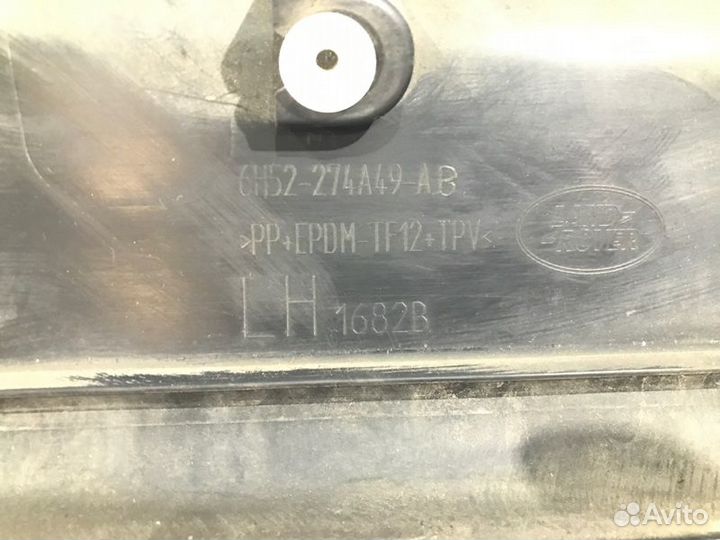 6H52-274A49-AB
>PP+EPDM-TF12+TPV<
LAND-
-ROVER
LH 1682B
Avito